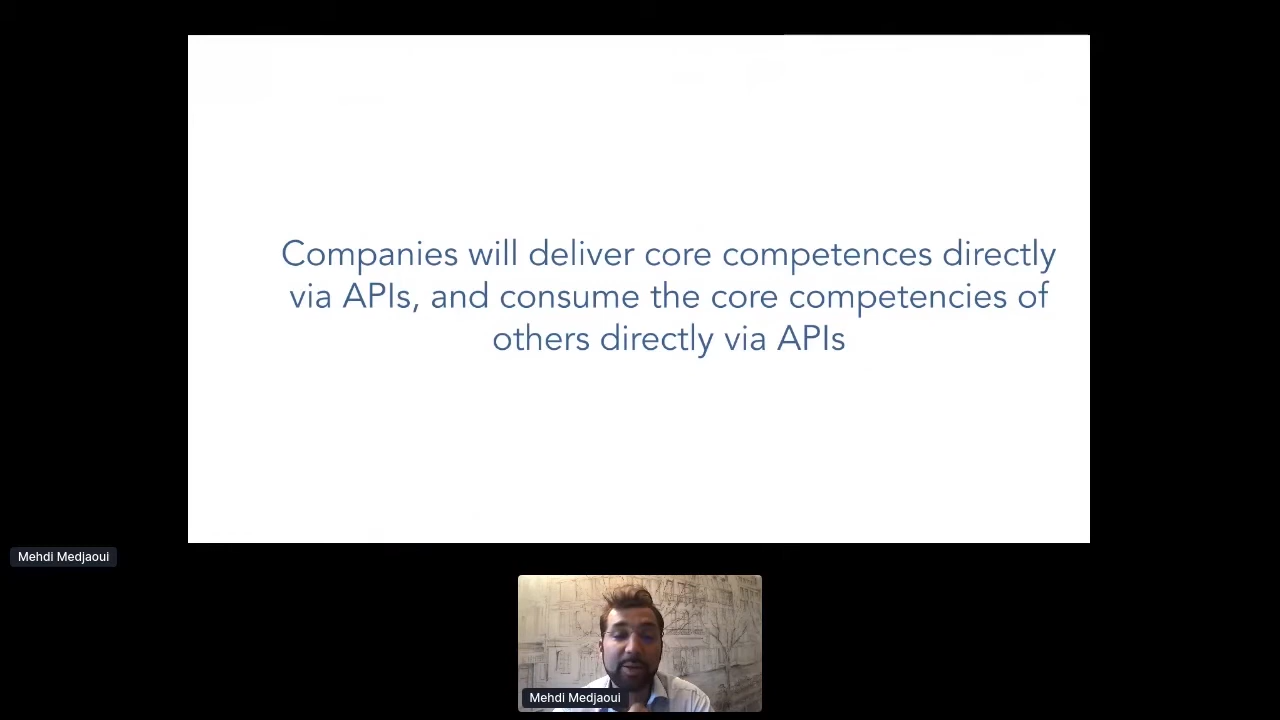 Companies will deliver core competences directly
via APIs, and consume the core competencies of
others directly via APIs
Mehdi Medjaoui
Mehdi Medjaoui